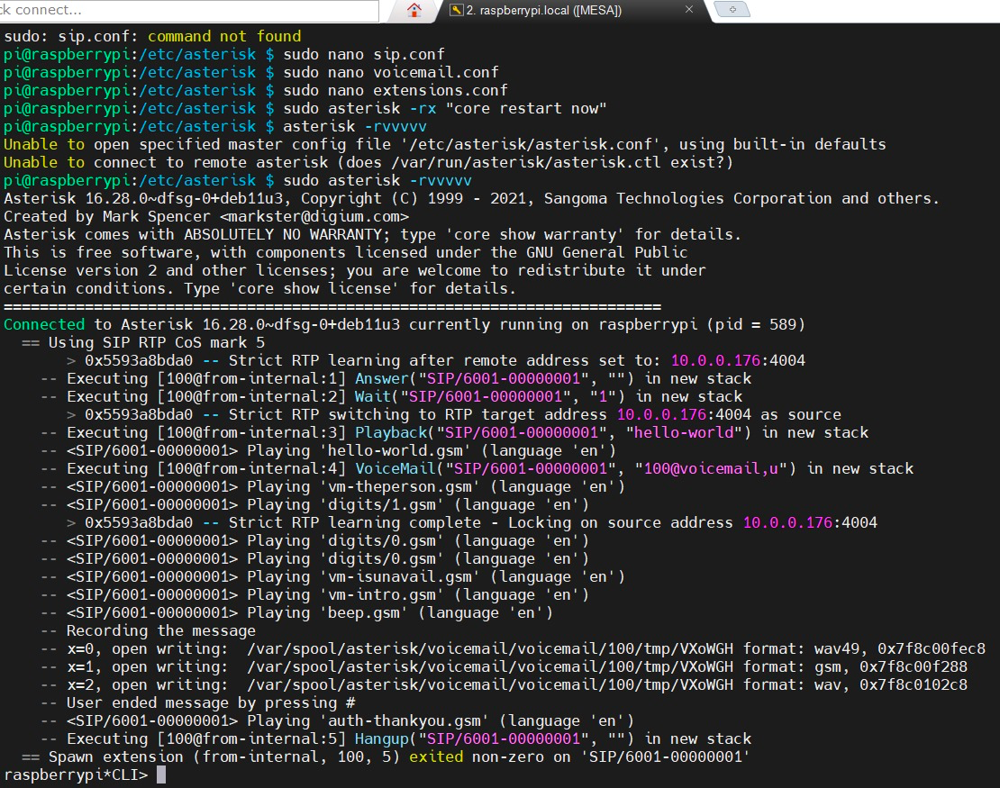 ck connect...
2. raspberrypi.local ([MESA])
sudo: sip.conf: command not found
pi@raspberrypi:/etc/asterisk $ sudo nano sip.conf
pi@raspberrypi:/etc/asterisk $ sudo nano voicemail.conf
pi@raspberrypi:/etc/asterisk $ sudo nano extensions.conf
pi@raspberrypi:/etc/asterisk $ sudo asterisk -rx "core restart now"
pi@raspberrypi:/etc/asterisk $ asterisk -rvvvvv
Unable to open specified master config file '/etc/asterisk/asterisk.conf', using built-in defaults
Unable to connect to remote asterisk (does /var/run/asterisk/asterisk.ctl exist?)
pi@raspberrypi:/etc/asterisk $ sudo asterisk -rvvvvv
Asterisk 16.28.0~dfsg-0+deb11u3, Copyright (C) 1999 - 2021, Sangoma Technologies Corporation and others.
Created by Mark Spencer <markster@digium.com>
Asterisk comes with ABSOLUTELY NO WARRANTY; type 'core show warranty' for details.
This is free software, with components licensed under the GNU General Public
License version 2 and other licenses; you are welcome to redistribute it under
certain conditions. Type 'core show license' for details.
=========================================================================
Connected to Asterisk 16.28.0~dfsg-0+deb11u3 currently running on raspberrypi (pid = 589)
  == Using SIP RTP CoS mark 5
       > 0x5593a8bda0 -- Strict RTP learning after remote address set to: 10.0.0.176:4004
    -- Executing [100@from-internal:1] Answer("SIP/6001-00000001", "") in new stack
    -- Executing [100@from-internal:2] Wait("SIP/6001-00000001", "1") in new stack
       > 0x5593a8bda0 -- Strict RTP switching to RTP target address 10.0.0.176:4004 as source
    -- Executing [100@from-internal:3] Playback("SIP/6001-00000001", "hello-world") in new stack
    -- <SIP/6001-00000001> Playing 'hello-world.gsm' (language 'en')
    -- Executing [100@from-internal:4] VoiceMail("SIP/6001-00000001", "100@voicemail,u") in new stack
    -- <SIP/6001-00000001> Playing 'vm-theperson.gsm' (language 'en')
    -- <SIP/6001-00000001> Playing 'digits/1.gsm' (language 'en')
       > 0x5593a8bda0 -- Strict RTP learning complete - Locking on source address 10.0.0.176:4004
    -- <SIP/6001-00000001> Playing 'digits/0.gsm' (language 'en')
    -- <SIP/6001-00000001> Playing 'digits/0.gsm' (language 'en')
    -- <SIP/6001-00000001> Playing 'vm-isunavail.gsm' (language 'en')
    -- <SIP/6001-00000001> Playing 'vm-intro.gsm' (language 'en')
    -- <SIP/6001-00000001> Playing 'beep.gsm' (language 'en')
    -- Recording the message
    -- x=0, open writing:  /var/spool/asterisk/voicemail/voicemail/100/tmp/VXoWGH format: wav49, 0x7f8c00fec8
    -- x=1, open writing:  /var/spool/asterisk/voicemail/voicemail/100/tmp/VXoWGH format: gsm, 0x7f8c00f288
    -- x=2, open writing:  /var/spool/asterisk/voicemail/voicemail/100/tmp/VXoWGH format: wav, 0x7f8c0102c8
    -- User ended message by pressing #
    -- <SIP/6001-00000001> Playing 'auth-thankyou.gsm' (language 'en')
    -- Executing [100@from-internal:5] Hangup("SIP/6001-00000001", "") in new stack
  == Spawn extension (from-internal, 100, 5) exited non-zero on 'SIP/6001-00000001'
raspberrypi*CLI>